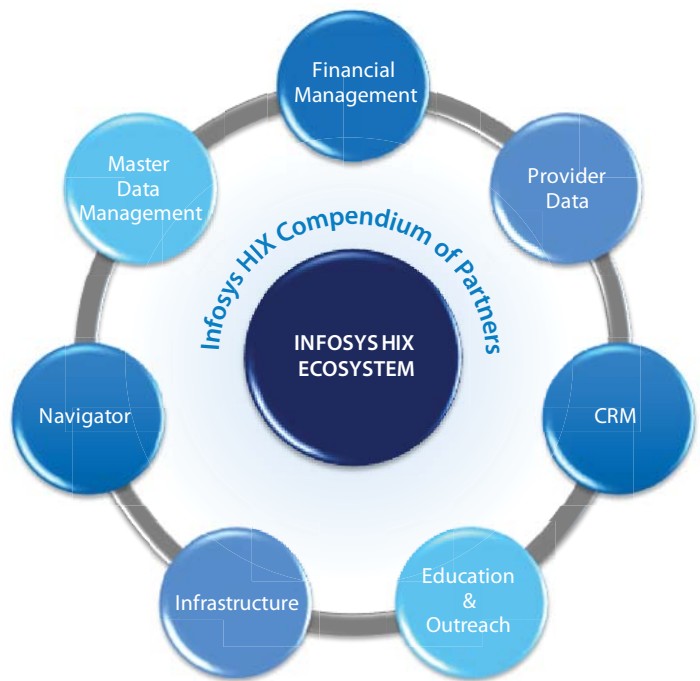 Financial
Management
Provider
Data
CRM
Education
&
Outreach
Infrastructure
Navigator
Master
Data
Management
Infosys HIX Compendium of Partners
INFOSYS HIX
ECOSYSTEM